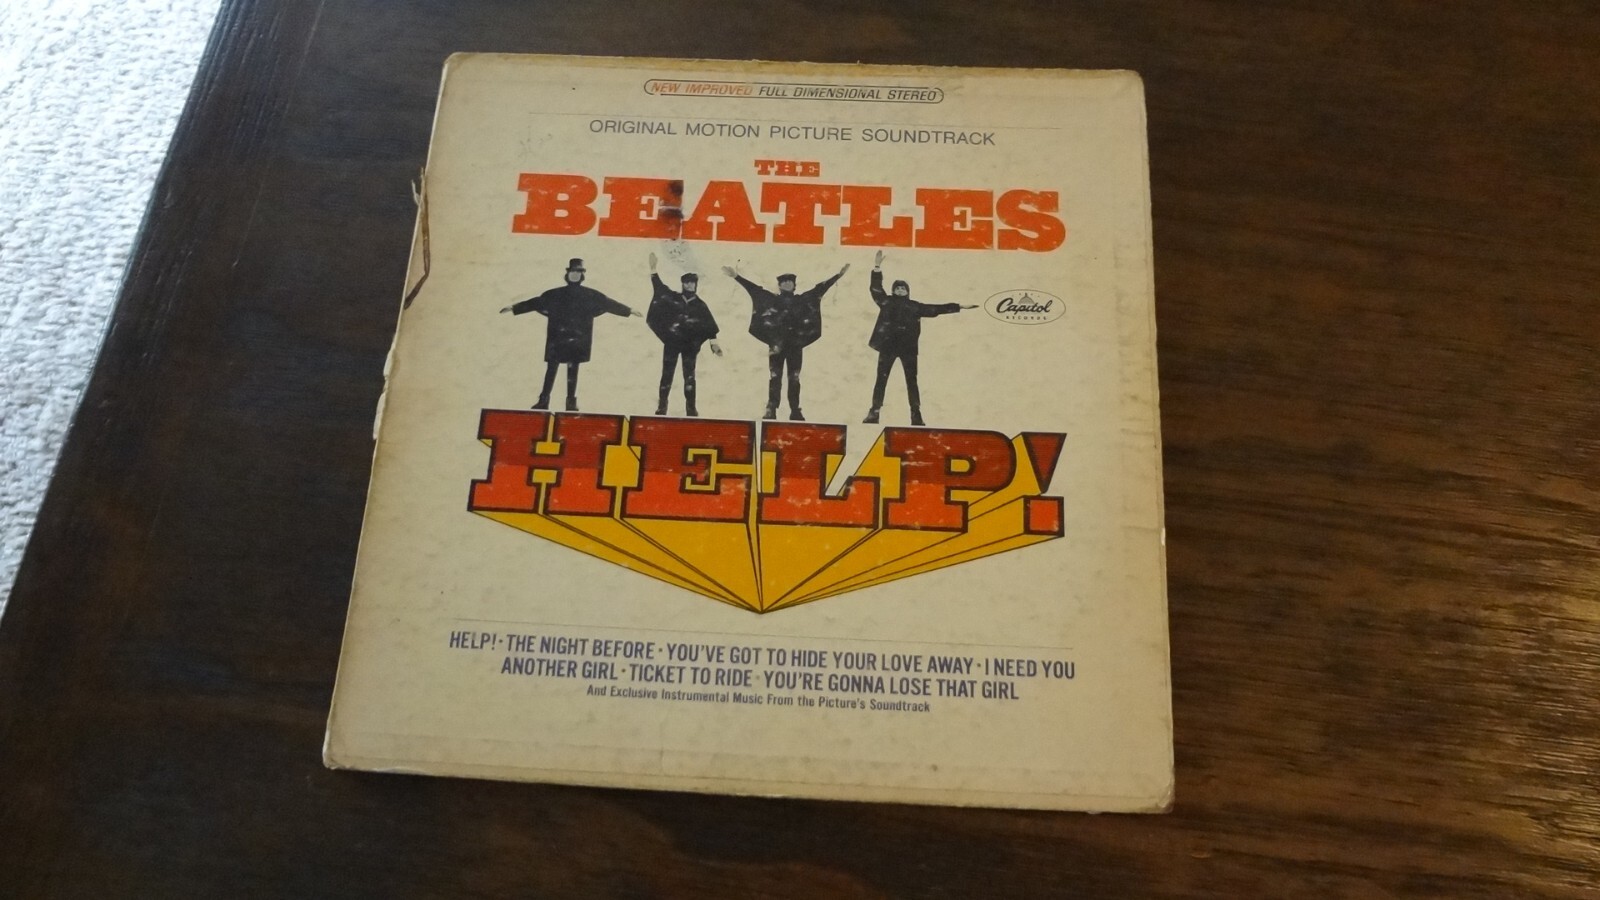 NEW IMPROVED FULL DIMENSIONAL STEREO
ORIGINAL MOTION PICTURE SOUNDTRACK
THE
BEATLES
Capitol
RECORDS
HELP!
HELP! · THE NIGHT BEFORE · YOU'VE GOT TO HIDE YOUR LOVE AWAY · I NEED YOU
ANOTHER GIRL · TICKET TO RIDE · YOU'RE GONNA LOSE THAT GIRL
And Exclusive Instrumental Music From the Picture's Soundtrack